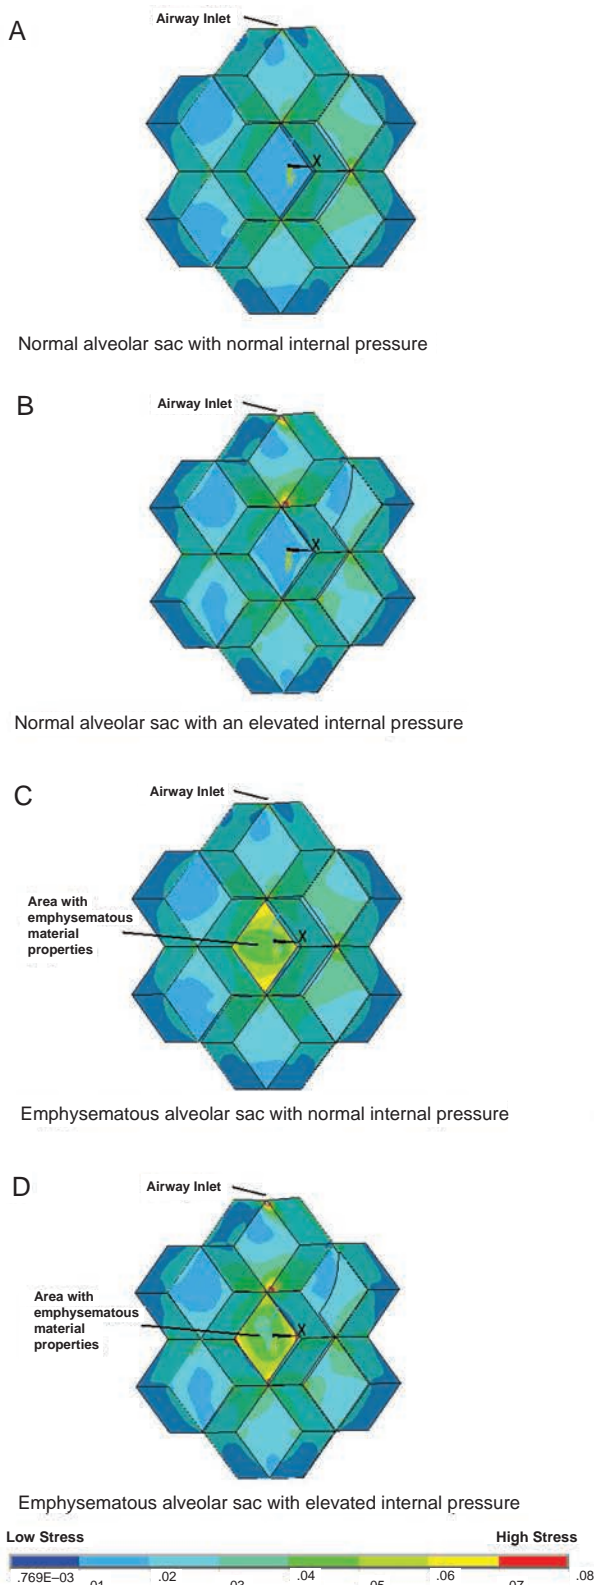 A
Airway Inlet
X
Normal alveolar sac with normal internal pressure
B
Airway Inlet
X
Normal alveolar sac with an elevated internal pressure
C
Airway Inlet
Area with
emphysematous
material
properties
X
Emphysematous alveolar sac with normal internal pressure
D
Airway Inlet
Area with
emphysematous
material
properties
X
Emphysematous alveolar sac with elevated internal pressure
Low Stress High Stress
.769E–03 .01 .02 .03 .04 .05 .06 .07 .08